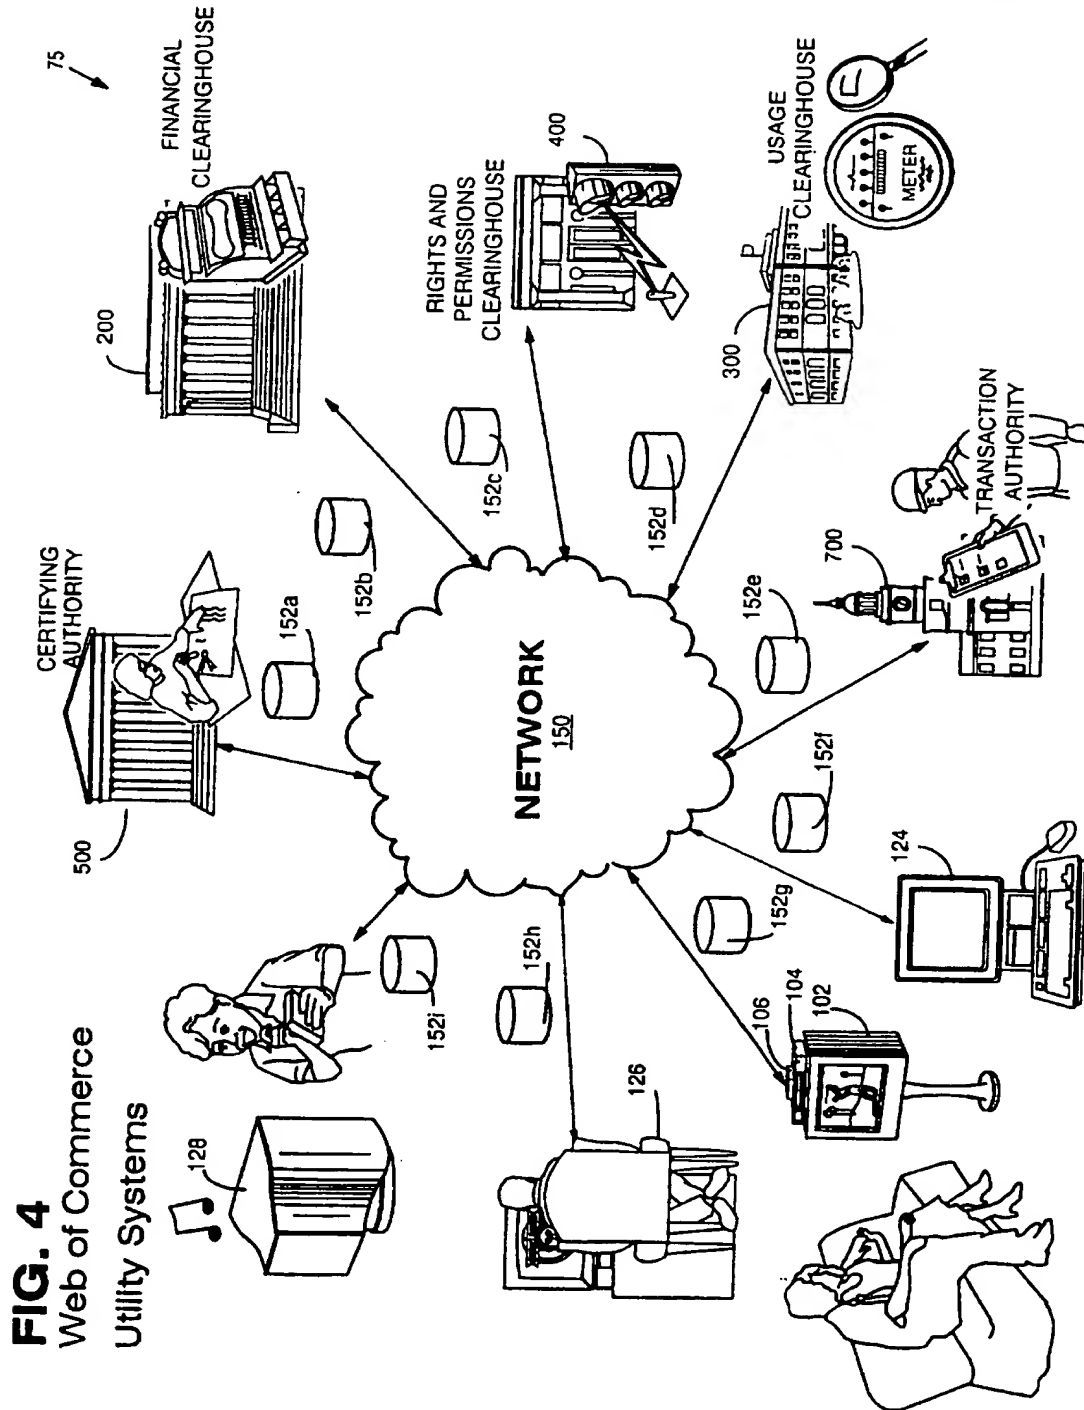 FIG. 4
Web of Commerce
Utility Systems
75
CERTIFYING
AUTHORITY
500
FINANCIAL
CLEARINGHOUSE
200
RIGHTS AND
PERMISSIONS
CLEARINGHOUSE
400
USAGE
CLEARINGHOUSE
300
METER
TRANSACTION
AUTHORITY
700
NETWORK
150
152a
152b
152c
152d
152e
152f
152g
152h
152i
128
126
106
104
102
124